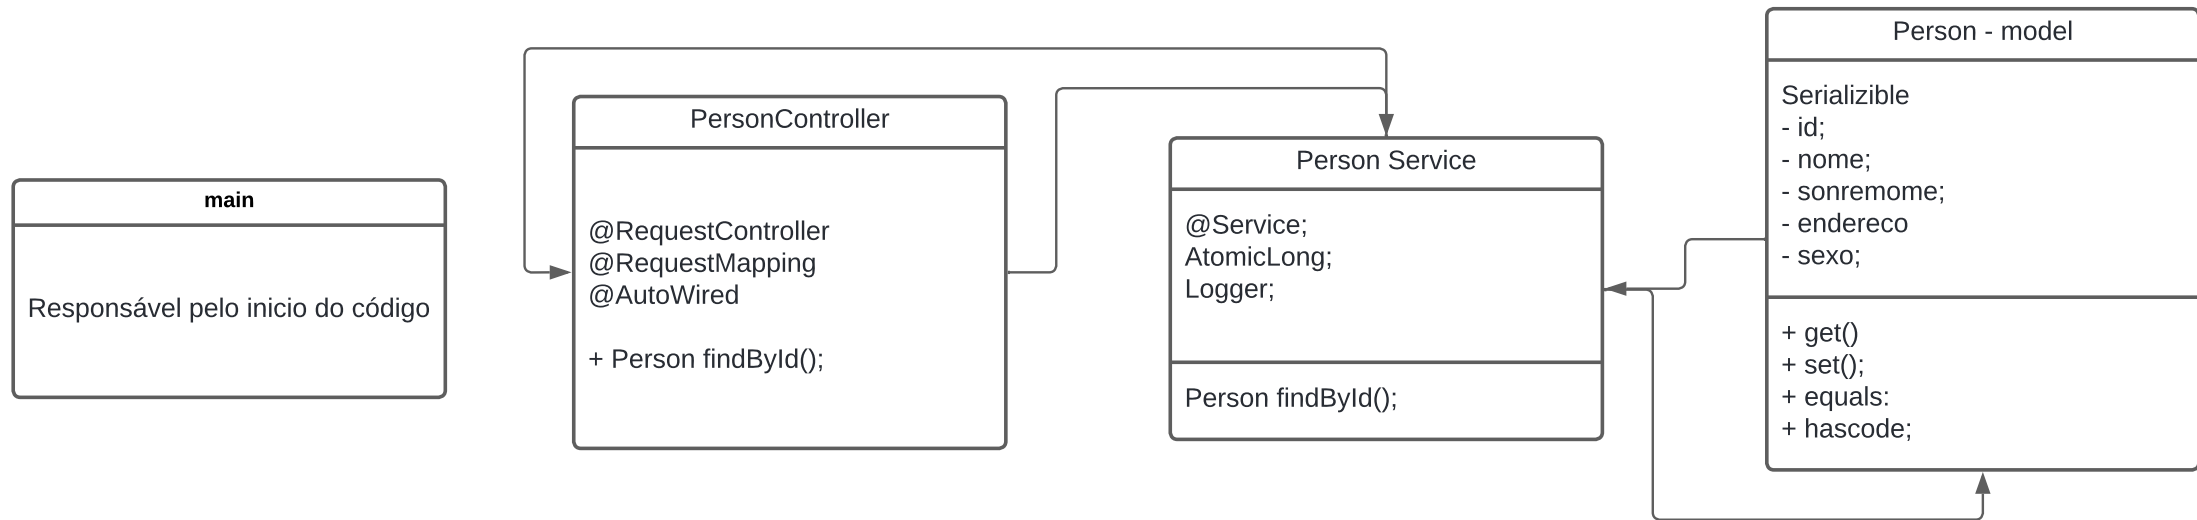 main
Responsável pelo inicio do código
PersonController
@RequestController
@RequestMapping
@AutoWired
+ Person findById();
Person Service
@Service;
AtomicLong;
Logger;
Person findById();
Person - model
Serializible
- id;
- nome;
- sonremome;
- endereco
- sexo;
+ get()
+ set();
+ equals:
+ hascode;